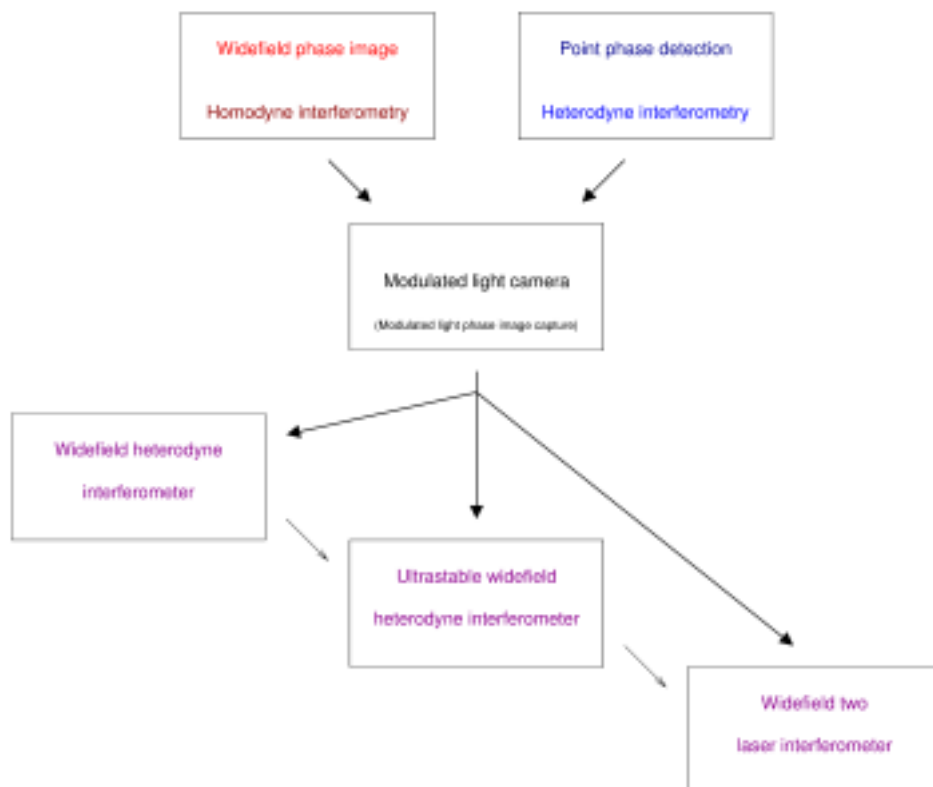 Widefield phase image
Homodyne interferometry
Point phase detection
Heterodyne interferometry
Modulated light camera
(Modulated light phase image capture)
Widefield heterodyne
interferometer
Ultrastable widefield
heterodyne interferometer
Widefield two
laser interferometer